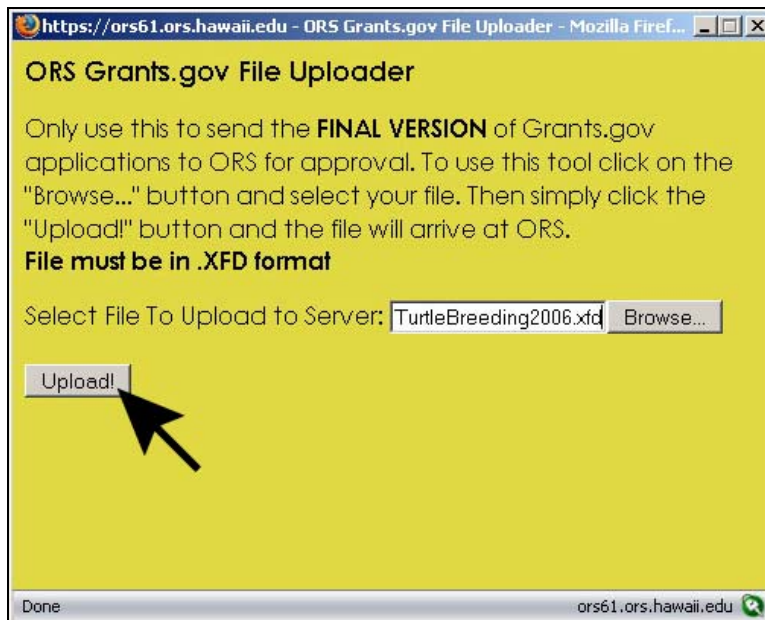 https://ors61.ors.hawaii.edu - ORS Grants.gov File Uploader - Mozilla Firef...
ORS Grants.gov File Uploader
Only use this to send the FINAL VERSION of Grants.gov
applications to ORS for approval. To use this tool click on the
"Browse..." button and select your file. Then simply click the
"Upload!" button and the file will arrive at ORS.
File must be in .XFD format
Select File To Upload to Server: TurtleBreeding2006.xfd Browse...
Upload!
Done ors61.ors.hawaii.edu